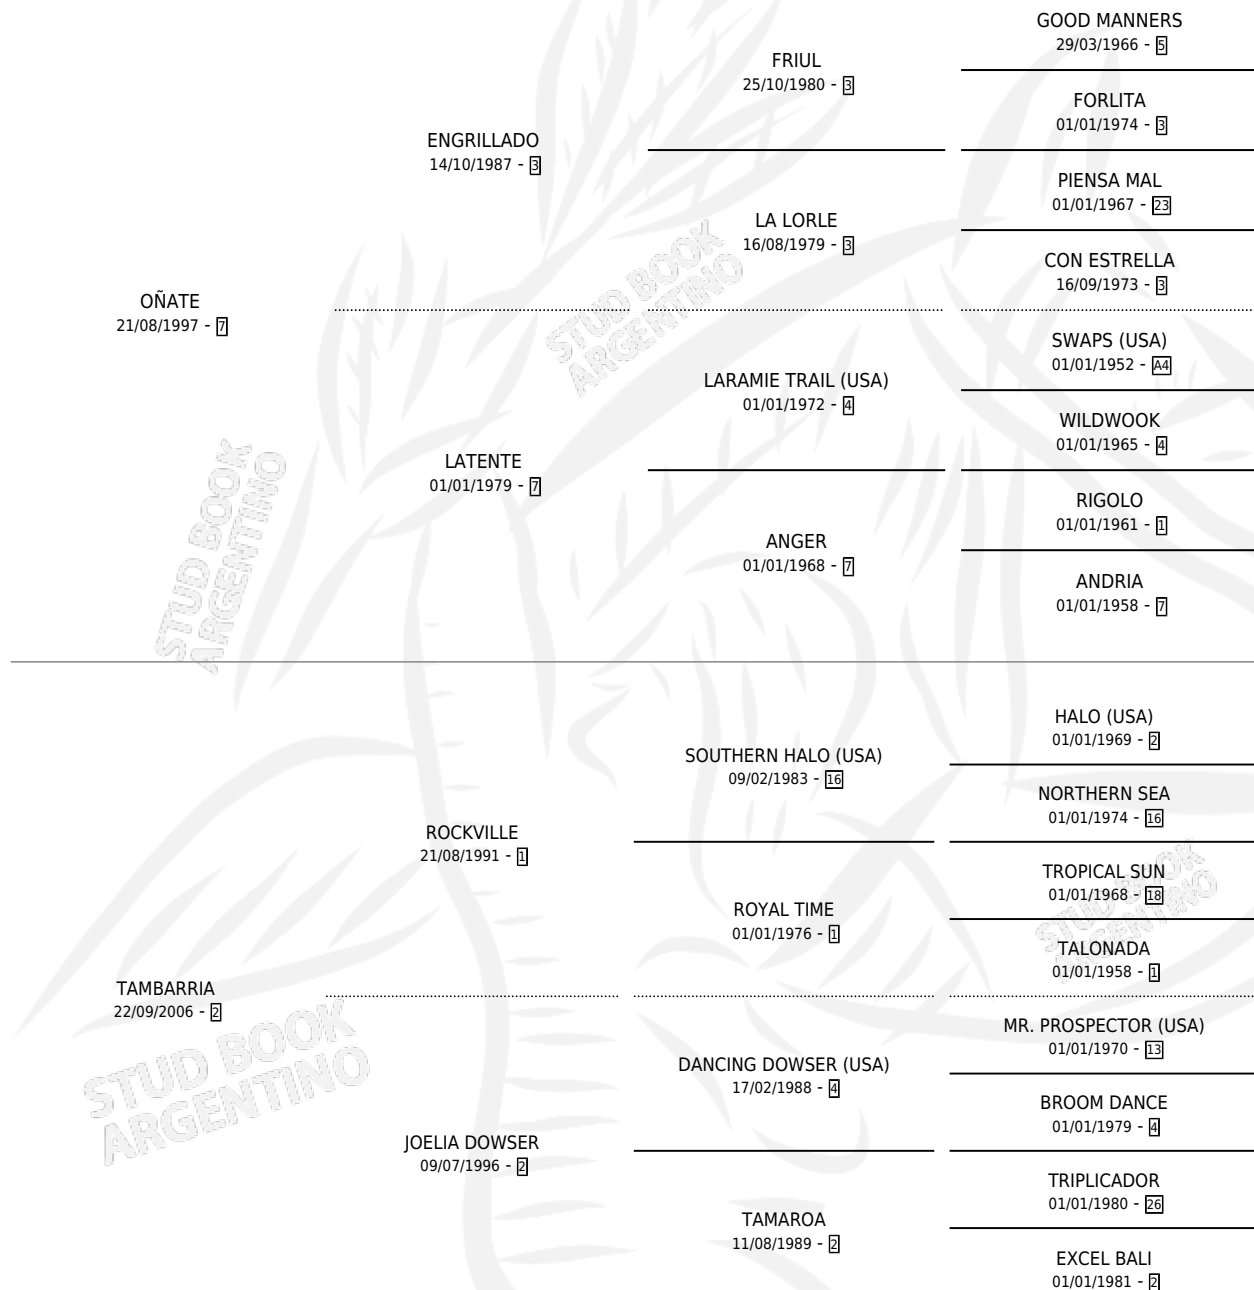 GOOD MANNERS
29/03/1966 - 5
FRIUL
25/10/1980 - 3
FORLITA
01/01/1974 - 3
ENGRILLADO
14/10/1987 - 3
PIENSA MAL
01/01/1967 - 23
LA LORLE
16/08/1979 - 3
CON ESTRELLA
16/09/1973 - 3
OÑATE
21/08/1997 - 7
STUD BOOK
ARGENTINO
SWAPS (USA)
01/01/1952 - A4
LARAMIE TRAIL (USA)
01/01/1972 - 4
WILDWOOK
01/01/1965 - 4
LATENTE
01/01/1979 - 7
RIGOLO
01/01/1961 - 1
ANGER
01/01/1968 - 7
ANDRIA
01/01/1958 - 7
STUD BOOK
ARGENTINO
HALO (USA)
01/01/1969 - 2
SOUTHERN HALO (USA)
09/02/1983 - 16
NORTHERN SEA
01/01/1974 - 16
ROCKVILLE
21/08/1991 - 1
TROPICAL SUN
01/01/1968 - 18
STUD BOOK
ARGENTINO
ROYAL TIME
01/01/1976 - 1
TALONADA
01/01/1958 - 1
TAMBARRIA
22/09/2006 - 2
MR. PROSPECTOR (USA)
01/01/1970 - 13
STUD BOOK
ARGENTINO
DANCING DOWSER (USA)
17/02/1988 - 4
BROOM DANCE
01/01/1979 - 4
JOELIA DOWSER
09/07/1996 - 2
TRIPLICADOR
01/01/1980 - 26
TAMAROA
11/08/1989 - 2
EXCEL BALI
01/01/1981 - 2